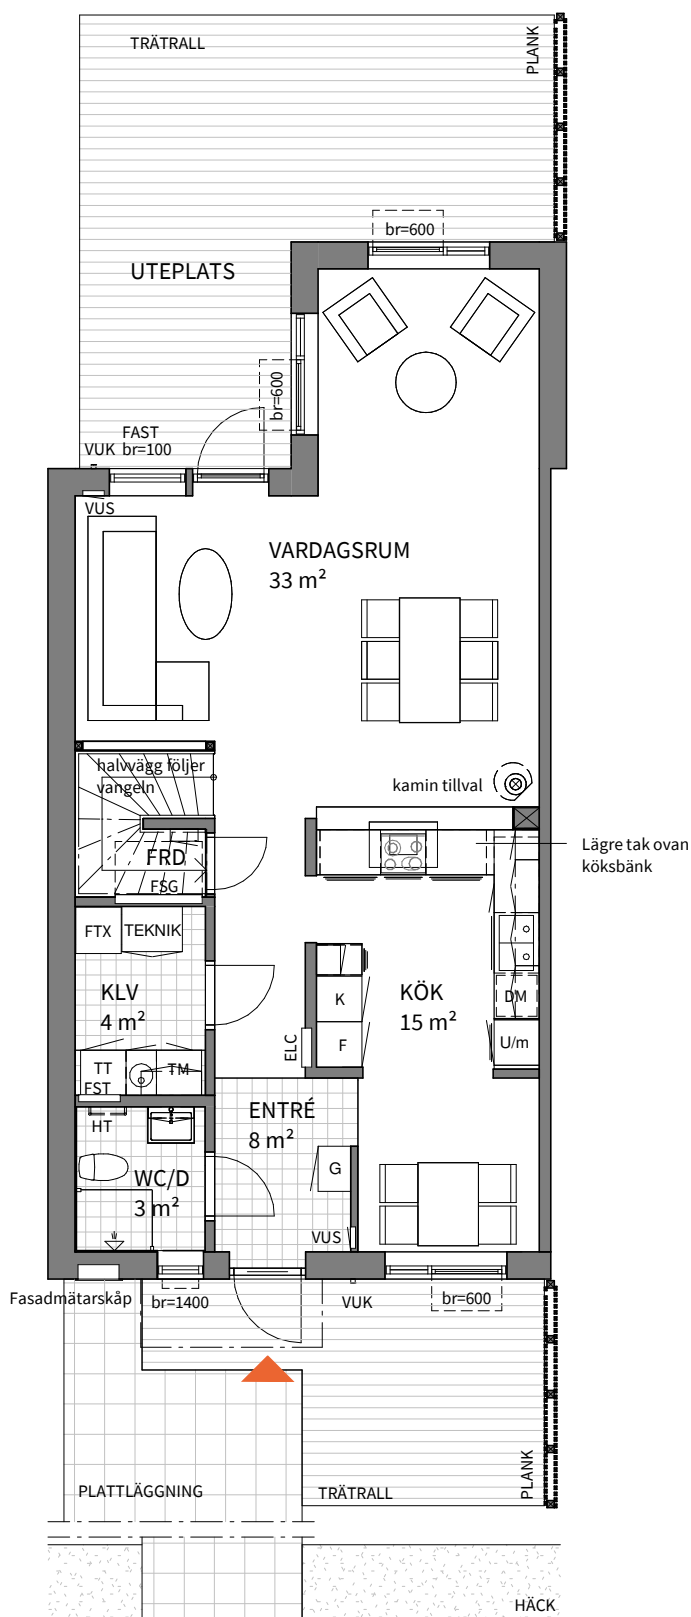 TRÄTRALL
PLANK
br=600
UTEPLATS
br=600
FAST
VUK br=100
VUS
VARDAGSRUM
33 m²
halvvägg följer
vangeln
kamin tillval
Lägre tak ovan
köksbänk
FRD
FSG
FTX
TEKNIK
KLV
4 m²
KÖK
15 m²
K
F
DM
U/m
ELC
TT
TM
FST
HT
ENTRÉ
8 m²
G
WC/D
3 m²
VUS
Fasadmätarskåp
br=1400
VUK
br=600
PLATTLÄGGNING
TRÄTRALL
PLANK
HÄCK